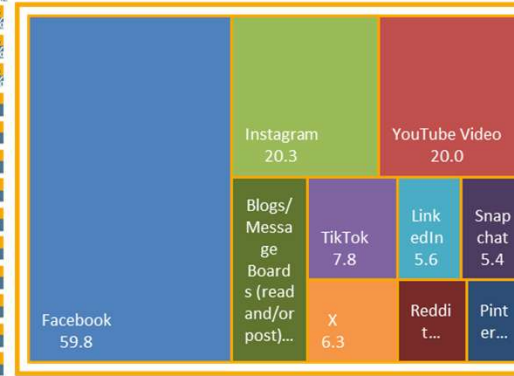 Facebook
59.8
Instagram
20.3
YouTube Video
20.0
Blogs/
Messa
ge
Board
s (read
and/or
post)...
TikTok
7.8
Link
edIn
5.6
Snap
chat
5.4
X
6.3
Reddi
t...
Pint
er...